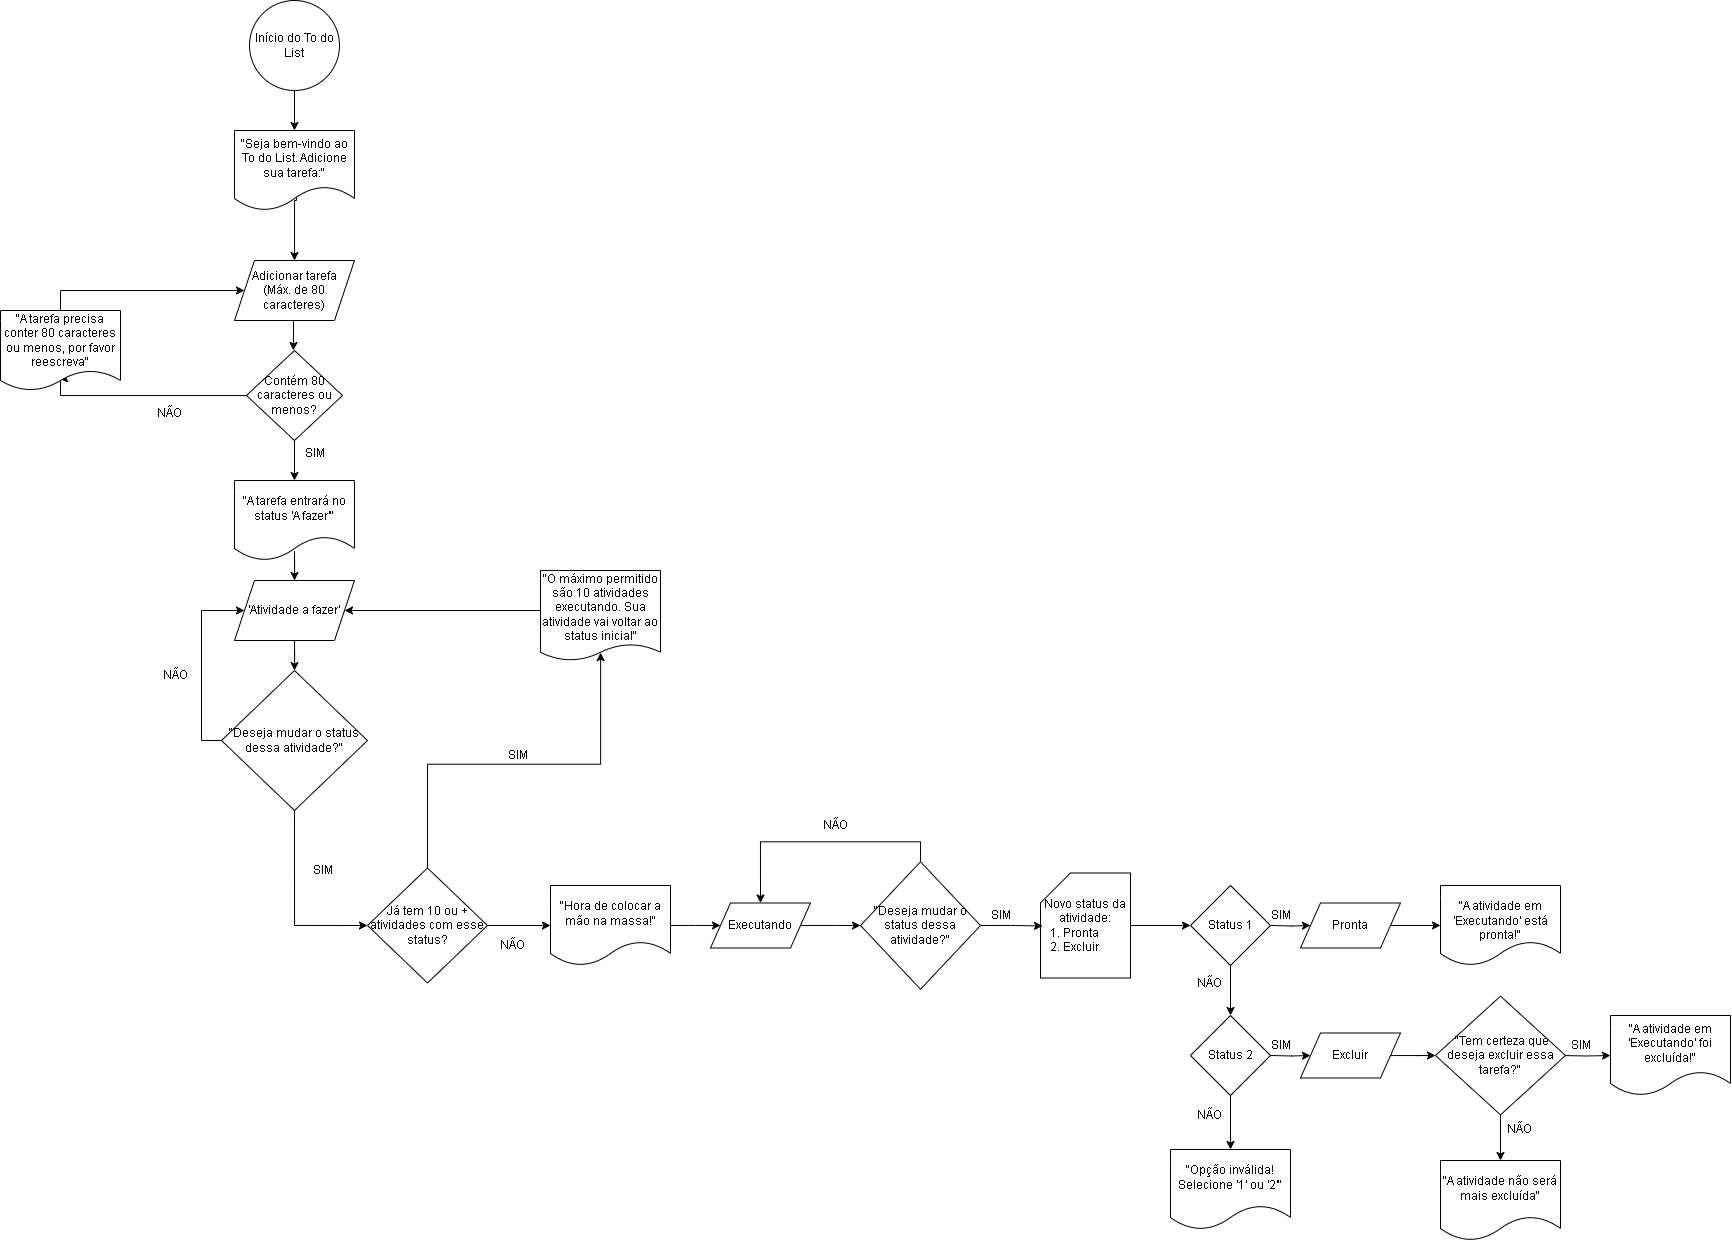 Início do To do
List
"Seja bem-vindo ao
To do List. Adicione
sua tarefa:"
Adicionar tarefa
(Máx. de 80
caracteres)
"A tarefa precisa
conter 80 caracteres
ou menos, por favor
reescreva"
Contém 80
caracteres ou
menos?
NÃO
SIM
"A tarefa entrará no
status 'A fazer'"
'Atividade a fazer'
"O máximo permitido
são 10 atividades
executando. Sua
atividade vai voltar ao
status inicial"
NÃO
"Deseja mudar o status
dessa atividade?"
SIM
SIM
Já tem 10 ou +
atividades com esse
status?
NÃO
"Hora de colocar a
mão na massa!"
Executando
NÃO
"Deseja mudar o
status dessa
atividade?"
SIM
Novo status da
atividade:
1. Pronta
2. Excluir
Status 1
SIM
Pronta
"A atividade em
'Executando' está
pronta!"
NÃO
Status 2
SIM
Excluir
"Tem certeza que
deseja excluir essa
tarefa?"
SIM
"A atividade em
'Executando' foi
excluída!"
NÃO
"Opção inválida!
Selecione '1' ou '2'"
NÃO
"A atividade não será
mais excluída"